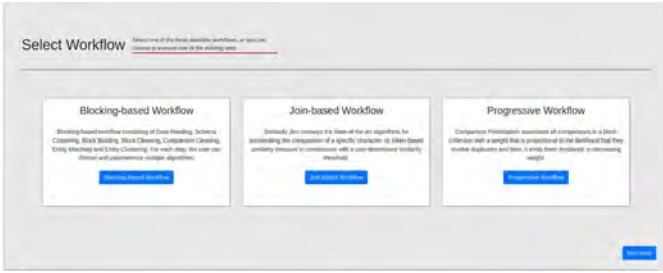 Select Workflow
Select one of the three available workflows, or you can
choose to execute one of the existing tests
Blocking-based Workflow
Blocking-based workflow consisting of Data Reading, Schema
Clustering, Block Building, Block Cleaning, Comparison Cleaning,
Entity Matching and Entity Clustering. For each step, the user can
choose and parameterize multiple algorithms.
Blocking-based Workflow
Join-based Workflow
Similarity Join conveys the state-of-the-art algorithms for
accelerating the computation of a specific character- or token-based
similarity measure in combination with a user-determined similarity
threshold.
Join-based Workflow
Progressive Workflow
Comparison Prioritization associates all comparisons in a block
collection with a weight that is proportional to the likelihood that they
involve duplicates and then, it emits them iteratively in decreasing
weight.
Progressive Workflow